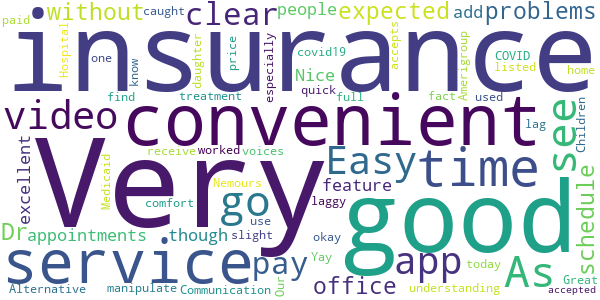 paid
without
caught
clear
people
expected
add
problems
insurance
Hospital
one
know
find
daughter
price
treatment
especially
covid19
Nice
quick
full
accepts
fact
Amerigroup
COVID
listed
used
home
Children
video
convenient
lag
see
excellent
Very
Medicaid
receive
worked
voices
Nemours
comfort
Easy
time
feature
laggy
good
schedule
Dr
appointments
though
go
use
slight
okay
Yay
service
pay
office
app
As
understanding
today
Great
accepted
Alternative
manipulate
Communication
Our